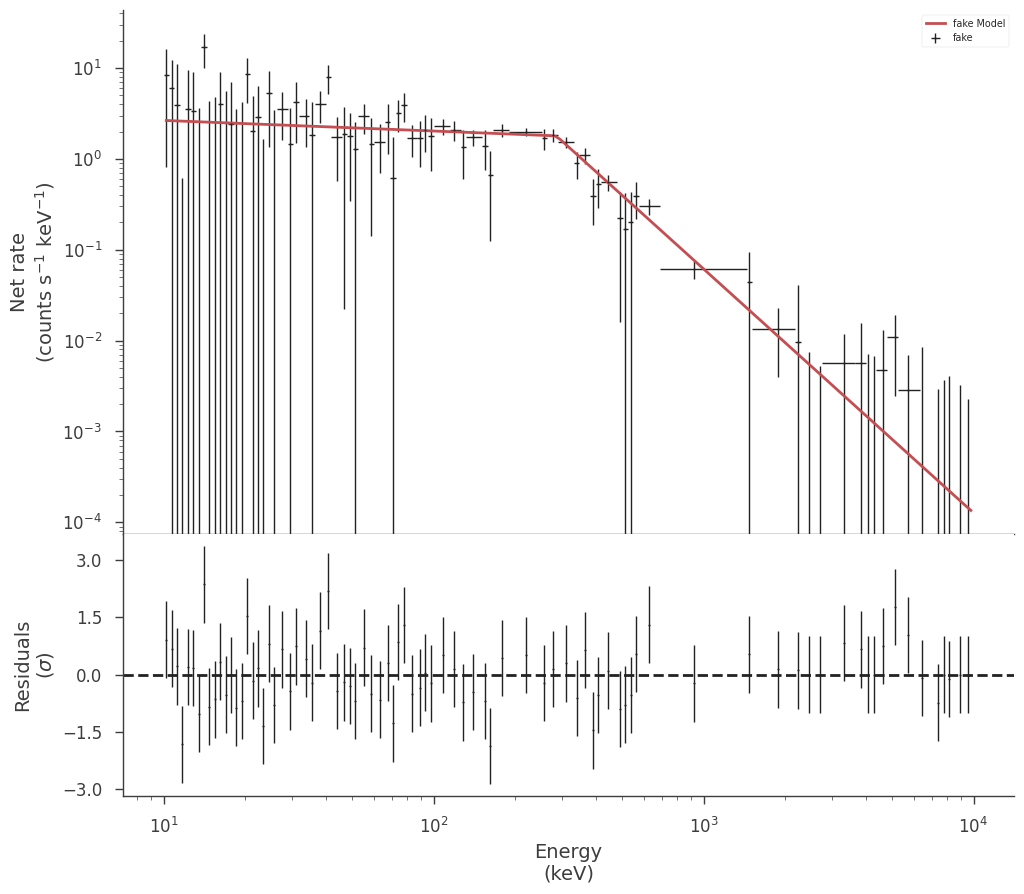 fake Model
fake
10¹
10⁰
10⁻¹
10⁻²
10⁻³
10⁻⁴
Net rate
(counts s⁻¹ keV⁻¹)
3.0
1.5
0.0
−1.5
−3.0
Residuals
(σ)
10¹
10²
10³
10⁴
Energy
(keV)